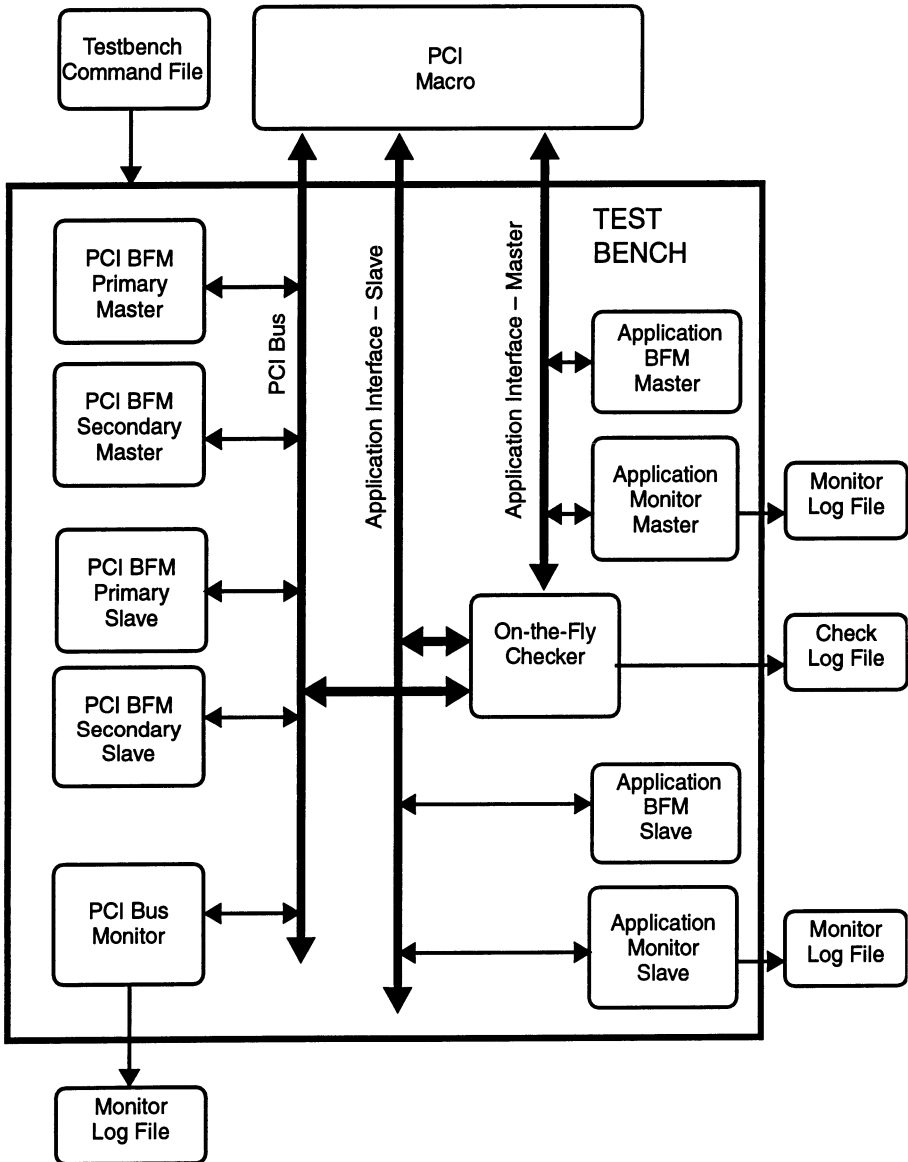 Testbench
Command File
PCI
Macro
TEST
BENCH
PCI BFM
Primary
Master
PCI BFM
Secondary
Master
PCI BFM
Primary
Slave
PCI BFM
Secondary
Slave
PCI Bus
Monitor
PCI Bus
Application Interface – Slave
Application Interface – Master
Application
BFM
Master
Application
Monitor
Master
Monitor
Log File
On-the-Fly
Checker
Check
Log File
Application
BFM
Slave
Application
Monitor
Slave
Monitor
Log File
Monitor
Log File